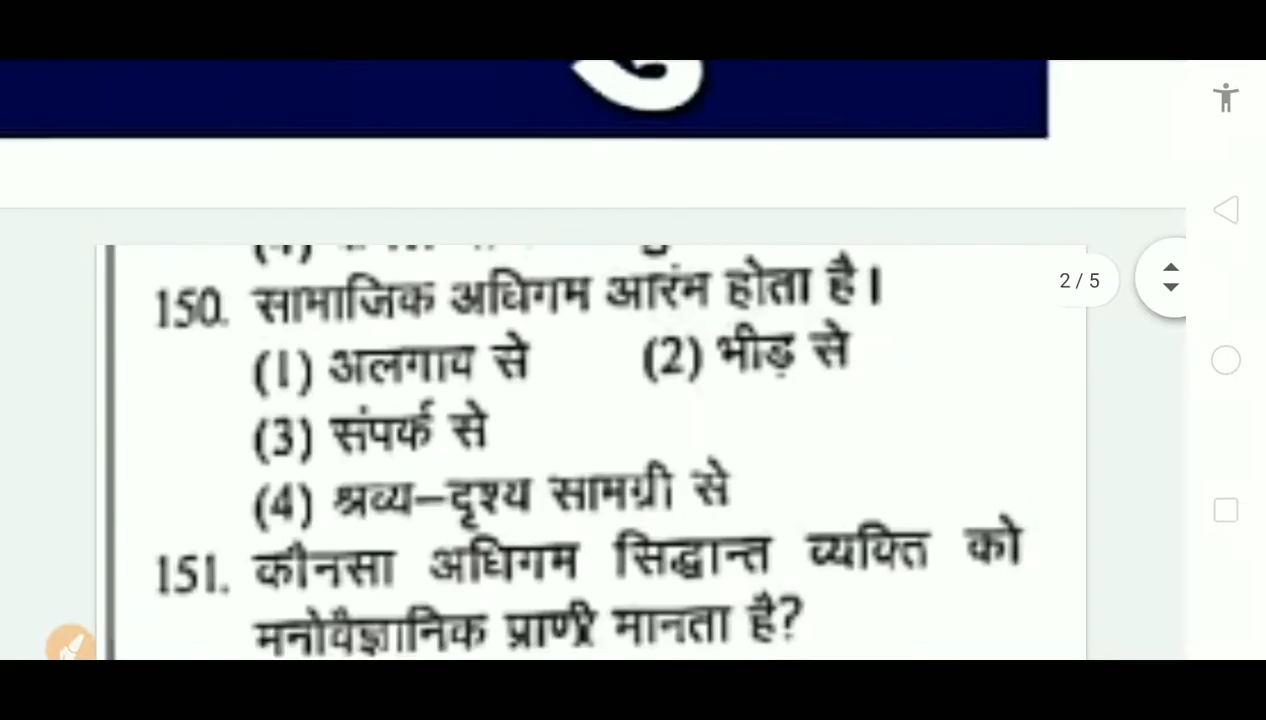 2/5
150. सामाजिक अधिगम आरंम होता है।
(1) अलगाव से (2) भीड़ से
(3) संपर्क से
(4) श्रव्य-दृश्य सामग्री से
151. कौनसा अधिगम सिद्धान्त व्यक्ति को
मनोवैज्ञानिक प्राणी मानता है?